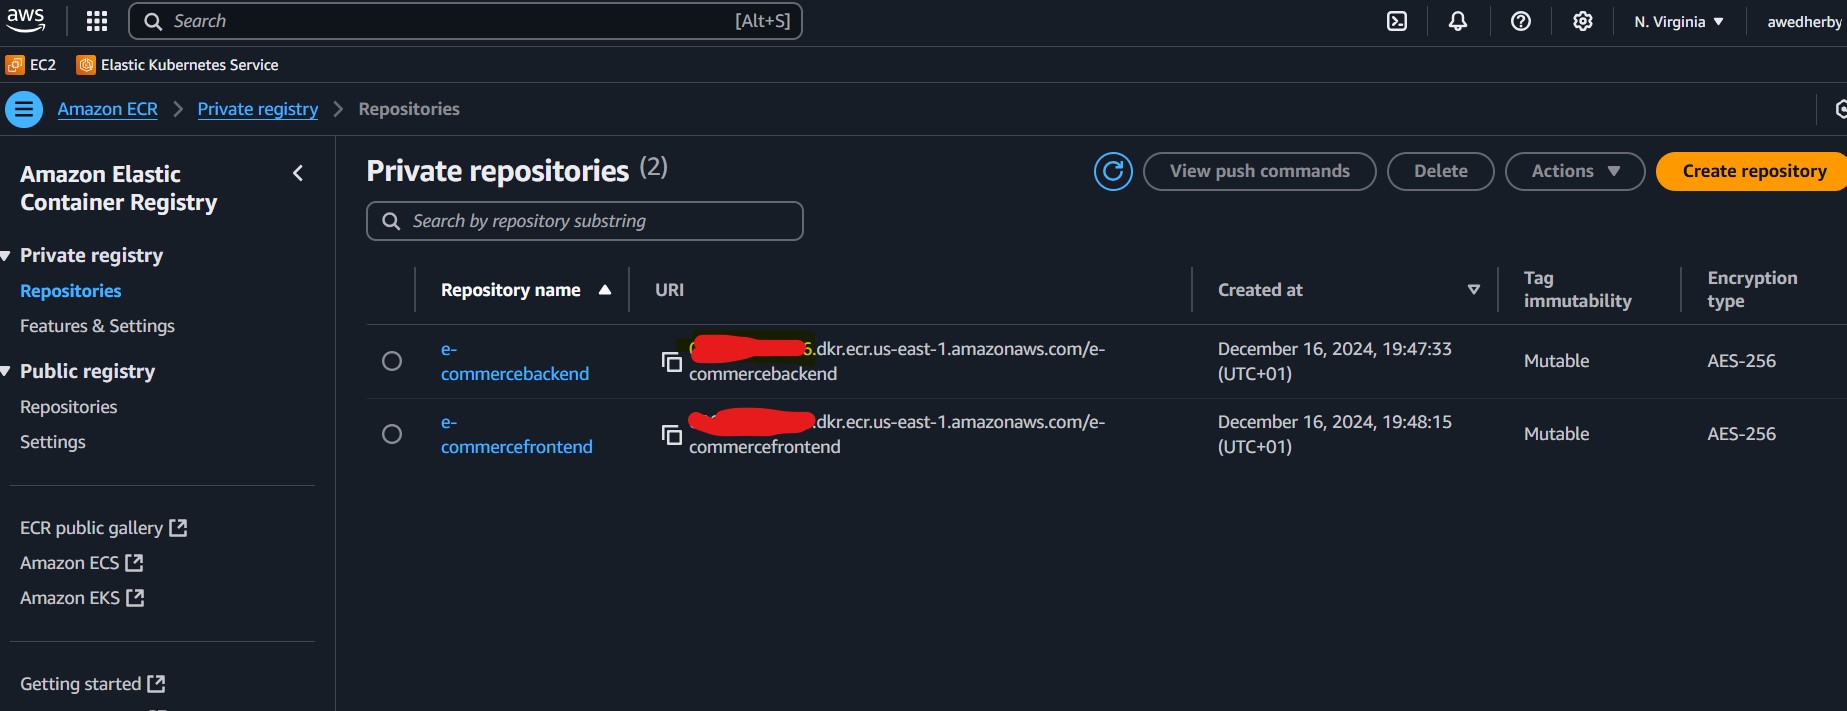 aws
Search
[Alt+S]
N. Virginia
awedherby
EC2
Elastic Kubernetes Service
Amazon ECR
Private registry
Repositories
Amazon Elastic
Container Registry
Private registry
Repositories
Features & Settings
Public registry
Repositories
Settings
ECR public gallery
Amazon ECS
Amazon EKS
Getting started
Private repositories (2)
View push commands
Delete
Actions
Create repository
Search by repository substring
Repository name
URI
Created at
Tag
immutability
Encryption
type
e-
commercebackend
6.dkr.ecr.us-east-1.amazonaws.com/e-
commercebackend
December 16, 2024, 19:47:33
(UTC+01)
Mutable
AES-256
e-
commercefrontend
.dkr.ecr.us-east-1.amazonaws.com/e-
commercefrontend
December 16, 2024, 19:48:15
(UTC+01)
Mutable
AES-256